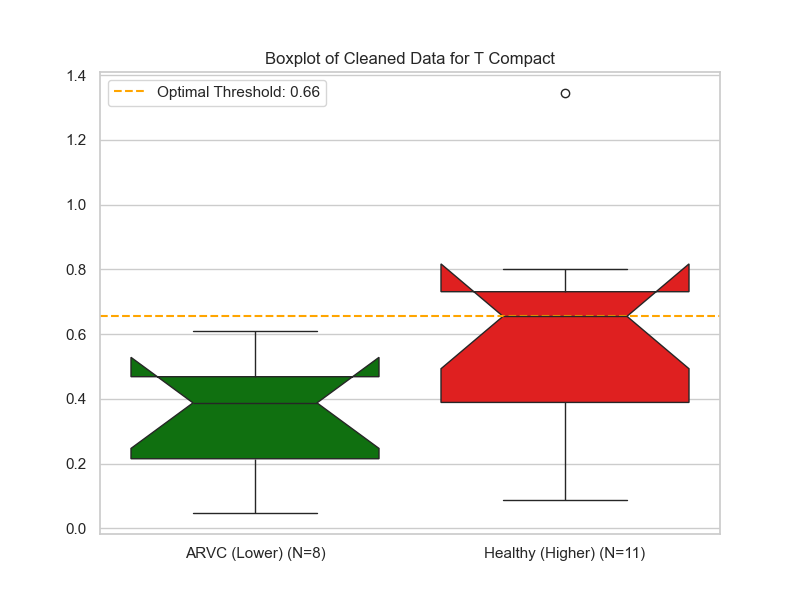 Boxplot of Cleaned Data for T Compact
Optimal Threshold: 0.66
1.4
1.2
1.0
0.8
0.6
0.4
0.2
0.0
ARVC (Lower) (N=8)
Healthy (Higher) (N=11)